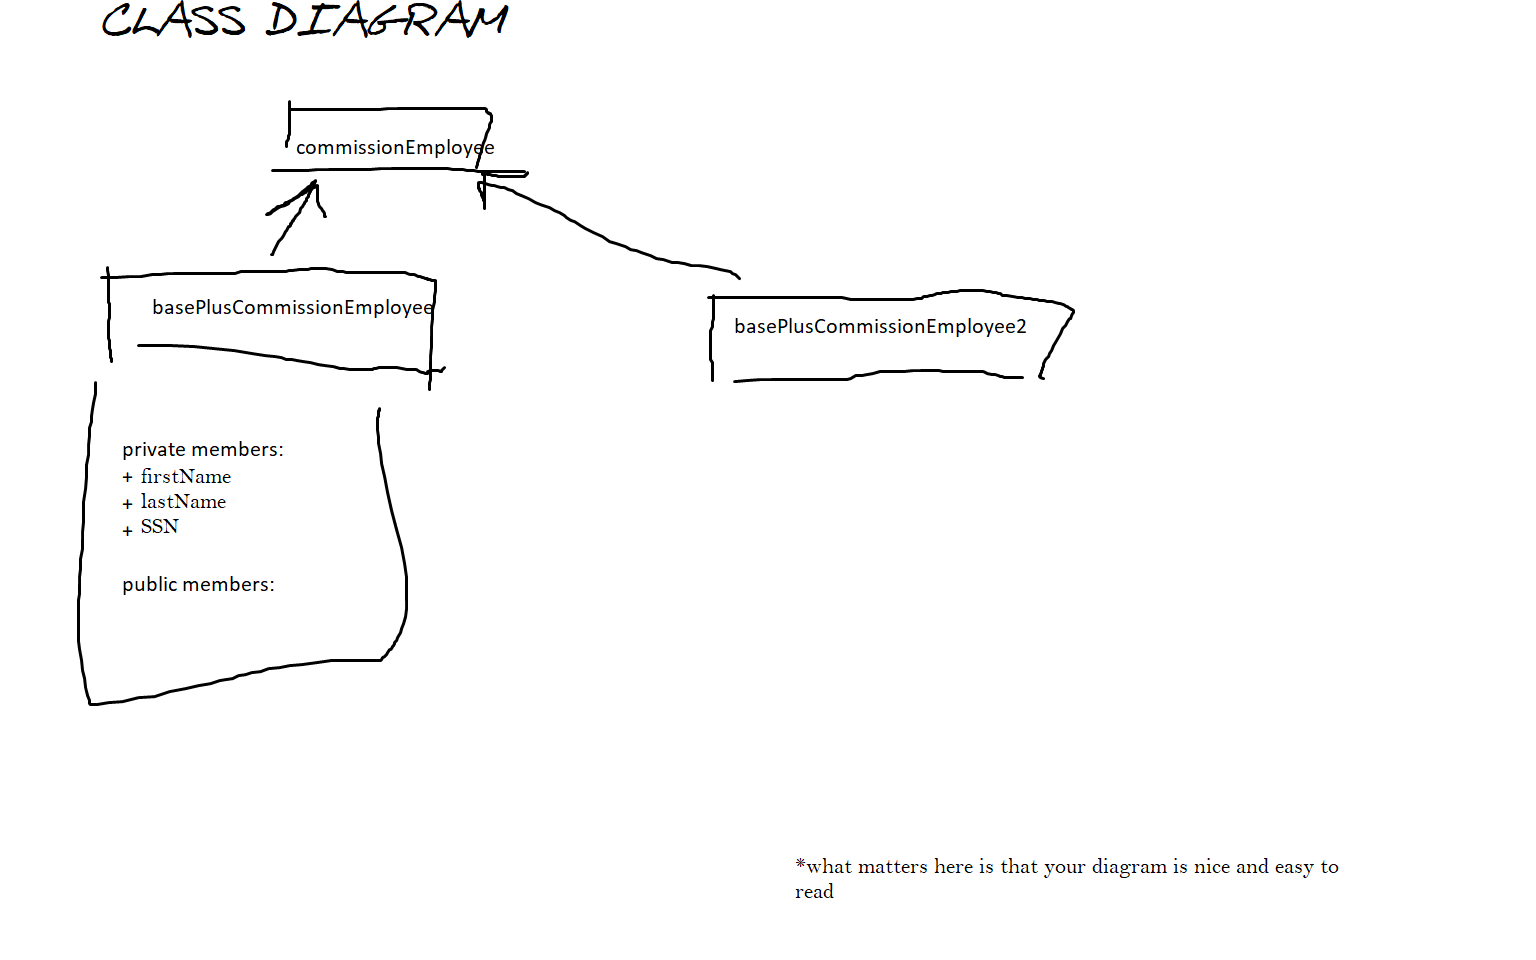 CLASS DIAGRAM
commissionEmployee
basePlusCommissionEmployee
basePlusCommissionEmployee2
private members:
+ firstName
+ lastName
+ SSN
public members:
*what matters here is that your diagram is nice and easy to
read